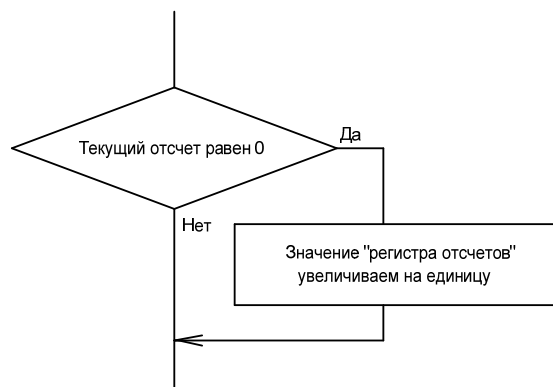 Текущий отсчет равен 0
Да
Нет
Значение "регистра отсчетов"
увеличиваем на единицу